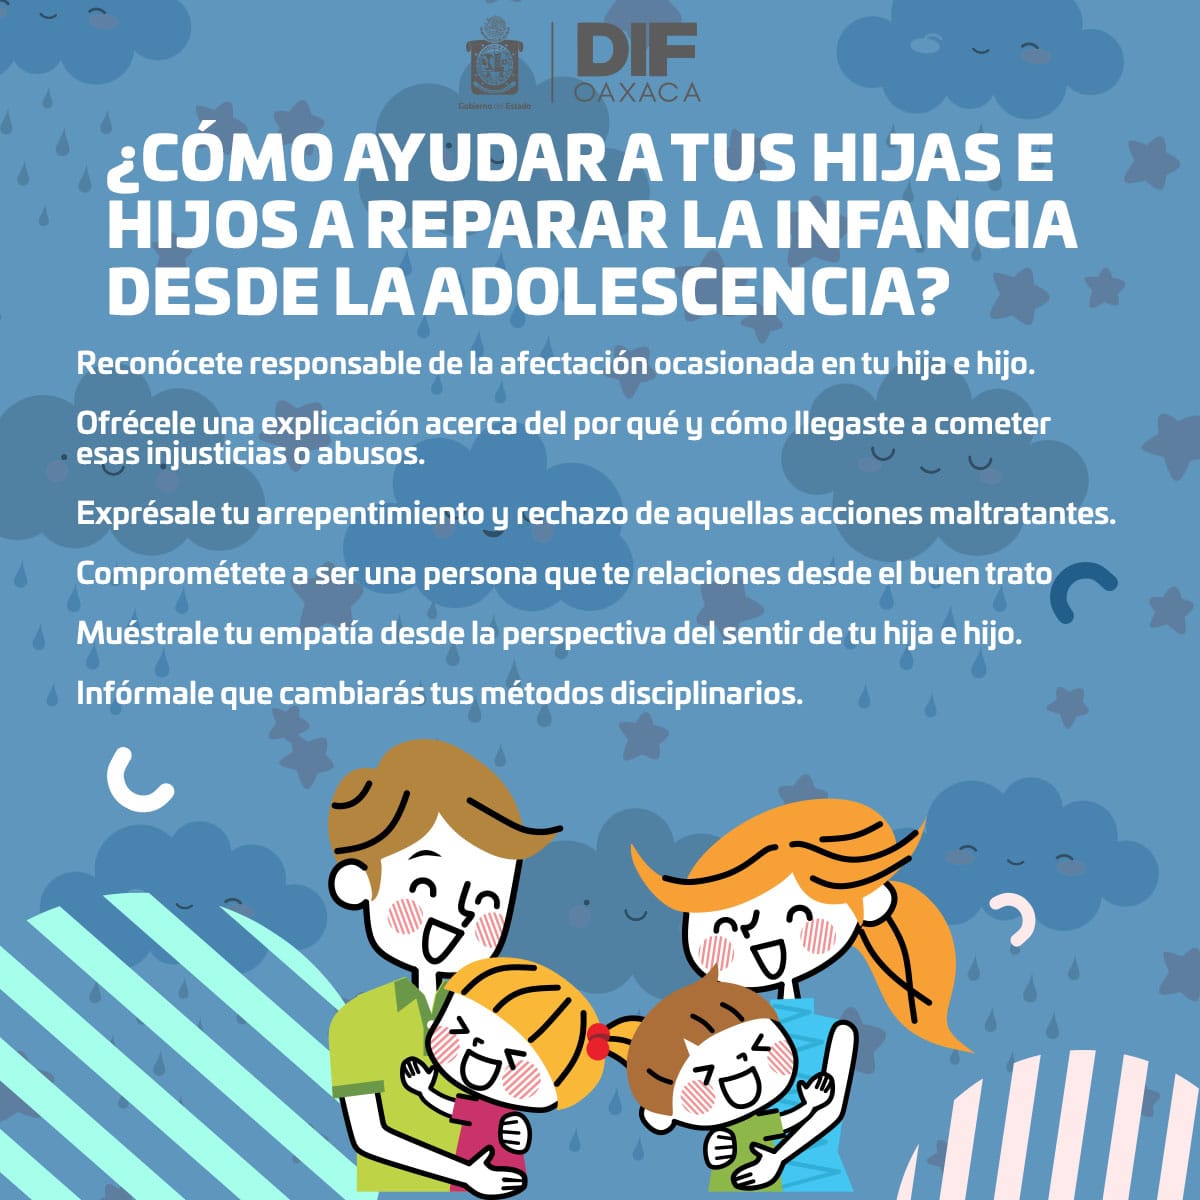 Gobierno del Estado
DIF
OAXACA
¿CÓMO AYUDAR A TUS HIJAS E
HIJOS A REPARAR LA INFANCIA
DESDE LA ADOLESCENCIA?
Reconócete responsable de la afectación ocasionada en tu hija e hijo.
Ofrécele una explicación acerca del por qué y cómo llegaste a cometer
esas injusticias o abusos.
Exprésale tu arrepentimiento y rechazo de aquellas acciones maltratantes.
Comprométete a ser una persona que te relaciones desde el buen trato
Muéstrale tu empatía desde la perspectiva del sentir de tu hija e hijo.
Infórmale que cambiarás tus métodos disciplinarios.